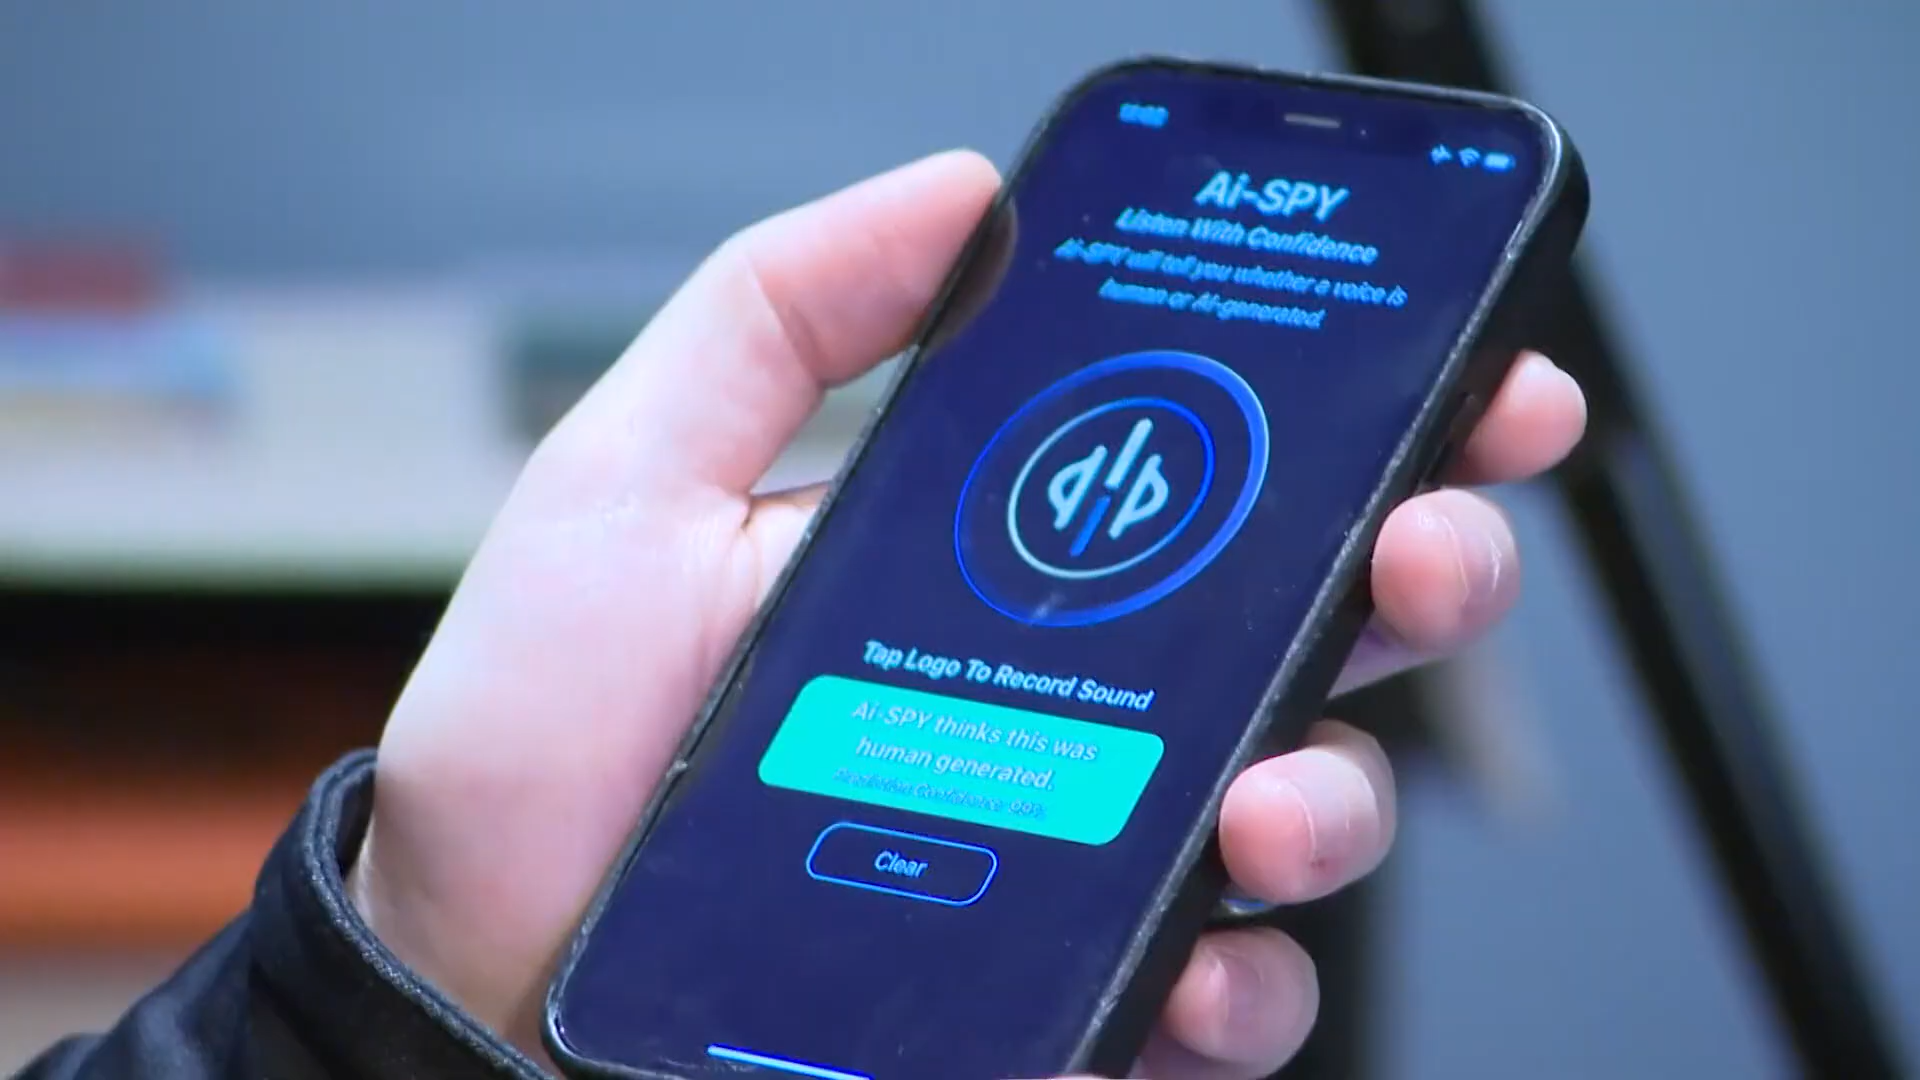 Ai-SPY
Listen With Confidence
Ai-SPY will tell you whether a voice is
human or AI-generated.
Tap Logo To Record Sound
Ai-SPY thinks this was
human generated.
Prediction Confidence: 99%
Clear